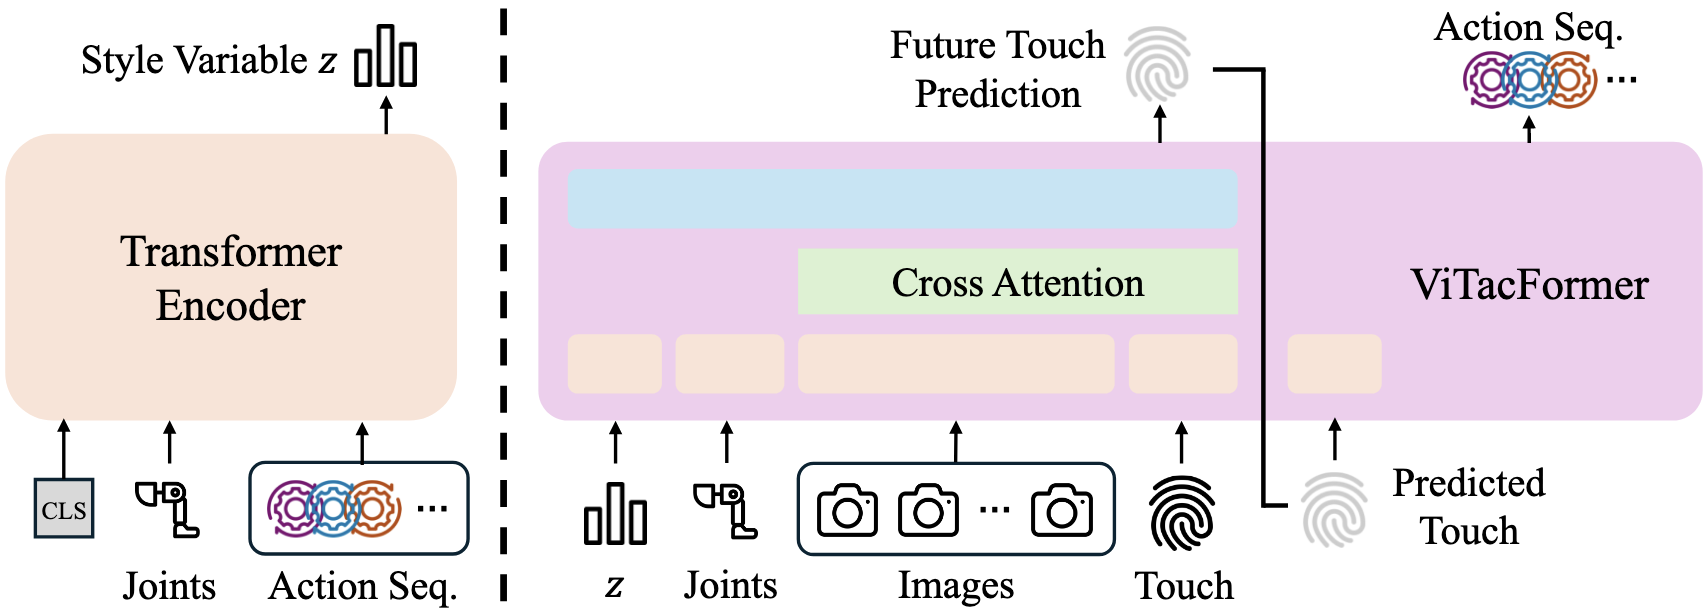 Style Variable z
Transformer
Encoder
CLS
...
Joints
Action Seq.
Future Touch
Prediction
Action Seq.
...
Cross Attention
ViTacFormer
...
Predicted
Touch
z
Joints
Images
Touch